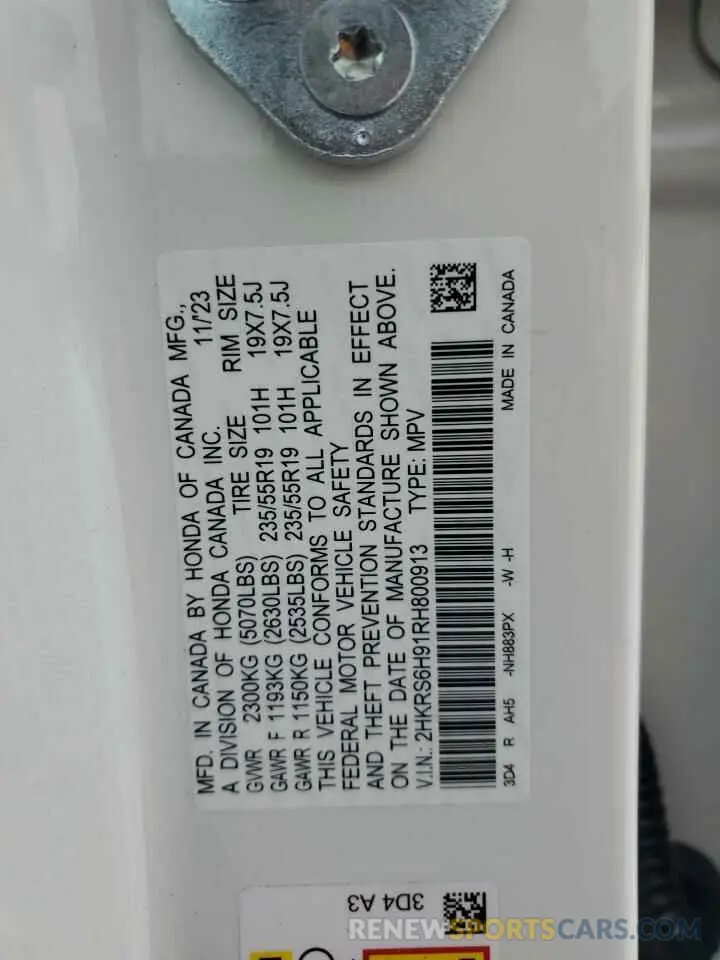 MFD. IN CANADA BY HONDA OF CANADA MFG.,
A DIVISION OF HONDA CANADA INC. 11/'23
GVWR 2300KG (5070LBS) TIRE SIZE RIM SIZE
GAWR F 1193KG (2630LBS) 235/55R19 101H 19X7.5J
GAWR R 1150KG (2535LBS) 235/55R19 101H 19X7.5J
THIS VEHICLE CONFORMS TO ALL APPLICABLE
FEDERAL MOTOR VEHICLE SAFETY
AND THEFT PREVENTION STANDARDS IN EFFECT
ON THE DATE OF MANUFACTURE SHOWN ABOVE.
V.I.N.: 2HKRS6H91RH800913 TYPE: MPV
3D4 R AH5 -NH883PX -W -H MADE IN CANADA
3D4 A3
RENEWSPORTSCARS.COM